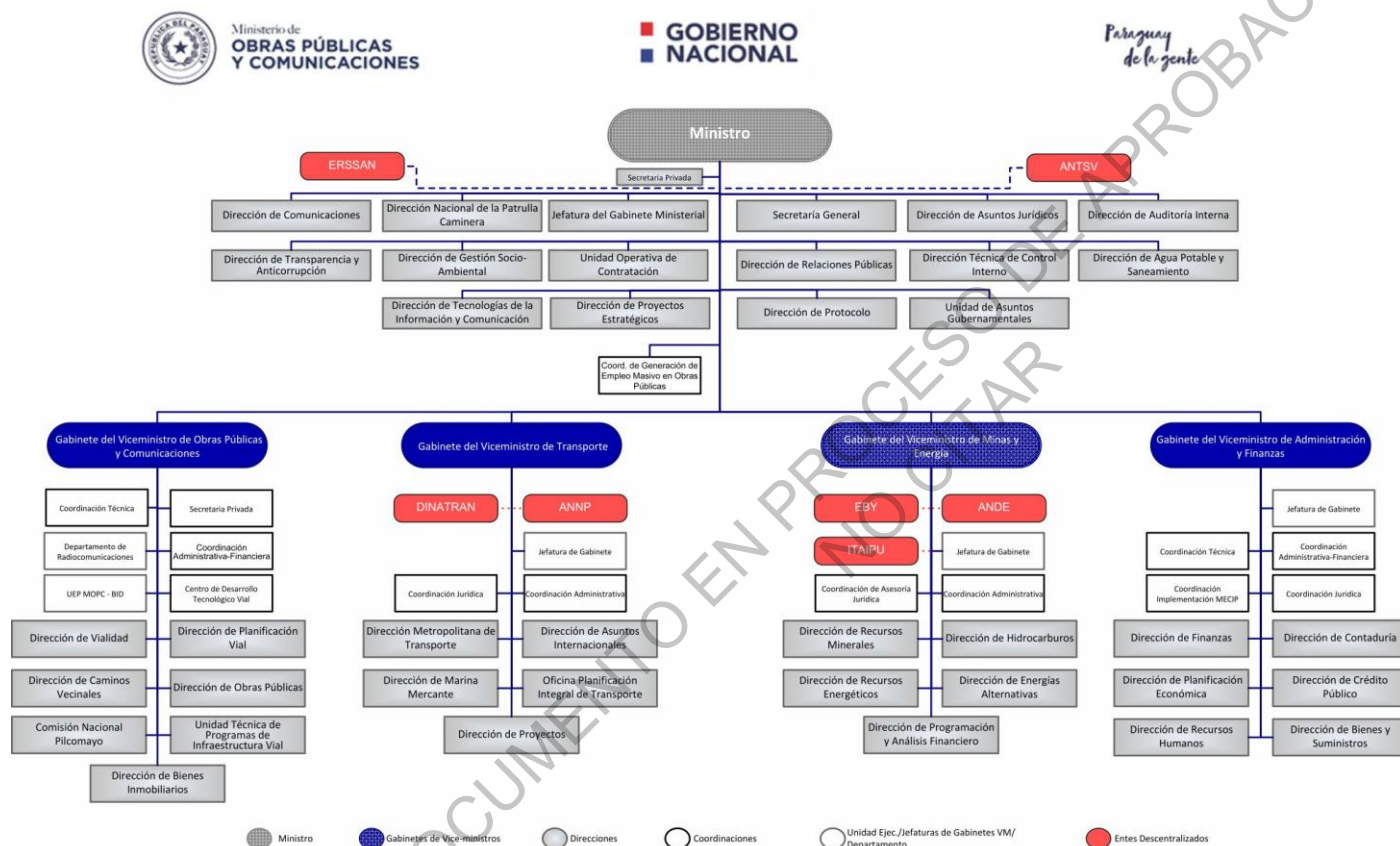 Ministerio de
OBRAS PÚBLICAS
Y COMUNICACIONES
REPUBLICA DEL PARAGUAY
GOBIERNO
NACIONAL
Paraguay
de la gente
Ministro
ERSSAN
ANTSV
Secretaria Privada
Dirección de Comunicaciones
Dirección Nacional de la Patrulla
Caminera
Jefatura del Gabinete Ministerial
Secretaría General
Dirección de Asuntos Jurídicos
Dirección de Auditoría Interna
Dirección de Transparencia y
Anticorrupción
Dirección de Gestión Socio-
Ambiental
Unidad Operativa de
Contratación
Dirección de Relaciones Públicas
Dirección Técnica de Control
Interno
Dirección de Agua Potable y
Saneamiento
Dirección de Tecnologías de la
Información y Comunicación
Dirección de Proyectos
Estratégicos
Dirección de Protocolo
Unidad de Asuntos
Gubernamentales
Coord. de Generación de
Empleo Masivo en Obras
Públicas
Gabinete del Viceministro de Obras Públicas
y Comunicaciones
Coordinación Técnica
Secretaria Privada
Departamento de
Radiocomunicaciones
Coordinación
Administrativa-Financiera
UEP MOPC - BID
Centro de Desarrollo
Tecnológico Vial
Dirección de Vialidad
Dirección de Planificación
Vial
Dirección de Caminos
Vecinales
Dirección de Obras Públicas
Comisión Nacional
Pilcomayo
Unidad Técnica de
Programas de
Infraestructura Vial
Dirección de Bienes
Inmobiliarios
Gabinete del Viceministro de Transporte
DINATRAN
ANNP
Jefatura de Gabinete
Coordinación Jurídica
Coordinación Administrativa
Dirección Metropolitana de
Transporte
Dirección de Asuntos
Internacionales
Dirección de Marina
Mercante
Oficina Planificación
Integral de Transporte
Dirección de Proyectos
Gabinete del Viceministro de Minas y
Energía
EBY
ANDE
ITAIPU
Jefatura de Gabinete
Coordinación de Asesoría
Jurídica
Coordinación Administrativa
Dirección de Recursos
Minerales
Dirección de Hidrocarburos
Dirección de Recursos
Energéticos
Dirección de Energías
Alternativas
Dirección de Programación
y Análisis Financiero
Gabinete del Viceministro de Administración
y Finanzas
Jefatura de Gabinete
Coordinación Técnica
Coordinación
Administrativa-Financiera
Coordinación
Implementación MECIP
Coordinación Juridica
Dirección de Finanzas
Dirección de Contaduría
Dirección de Planificación
Económica
Dirección de Crédito
Público
Dirección de Recursos
Humanos
Dirección de Bienes y
Suministros
Ministro
Gabinetes de Vice-ministros
Direcciones
Coordinaciones
Unidad Ejec./Jefaturas de Gabinetes VM/
Departamento
Entes Descentralizados
DOCUMENTO EN PROCESO DE APROBAC
NO CITAR